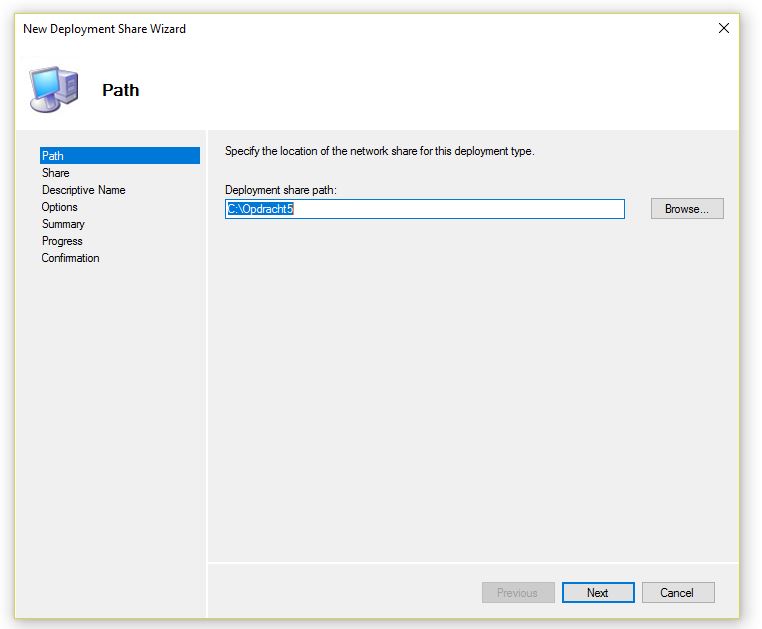 New Deployment Share Wizard
Path
Path
Share
Descriptive Name
Options
Summary
Progress
Confirmation
Specify the location of the network share for this deployment type.
Deployment share path:
C:\Opdracht5
Browse...
Previous
Next
Cancel